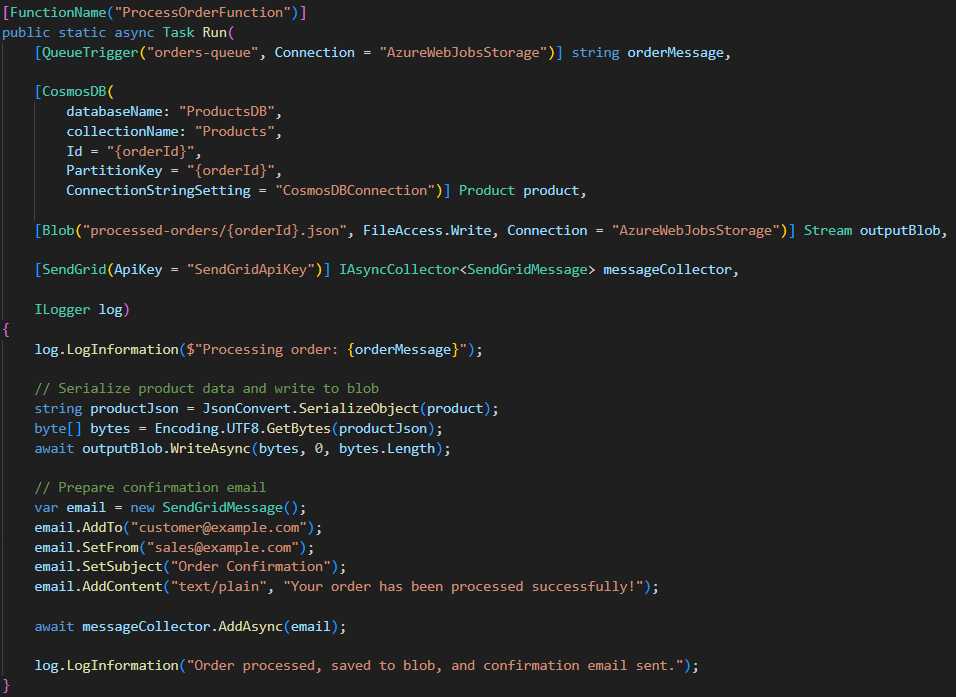 [FunctionName("ProcessOrderFunction")]
public static async Task Run(
    [QueueTrigger("orders-queue", Connection = "AzureWebJobsStorage")] string orderMessage,

    [CosmosDB(
        databaseName: "ProductsDB",
        collectionName: "Products",
        Id = "{orderId}",
        PartitionKey = "{orderId}",
        ConnectionStringSetting = "CosmosDBConnection")] Product product,

    [Blob("processed-orders/{orderId}.json", FileAccess.Write, Connection = "AzureWebJobsStorage")] Stream outputBlob,

    [SendGrid(ApiKey = "SendGridApiKey")] IAsyncCollector<SendGridMessage> messageCollector,

    ILogger log)
{
    log.LogInformation($"Processing order: {orderMessage}");

    // Serialize product data and write to blob
    string productJson = JsonConvert.SerializeObject(product);
    byte[] bytes = Encoding.UTF8.GetBytes(productJson);
    await outputBlob.WriteAsync(bytes, 0, bytes.Length);

    // Prepare confirmation email
    var email = new SendGridMessage();
    email.AddTo("customer@example.com");
    email.SetFrom("sales@example.com");
    email.SetSubject("Order Confirmation");
    email.AddContent("text/plain", "Your order has been processed successfully!");

    await messageCollector.AddAsync(email);

    log.LogInformation("Order processed, saved to blob, and confirmation email sent.");
}